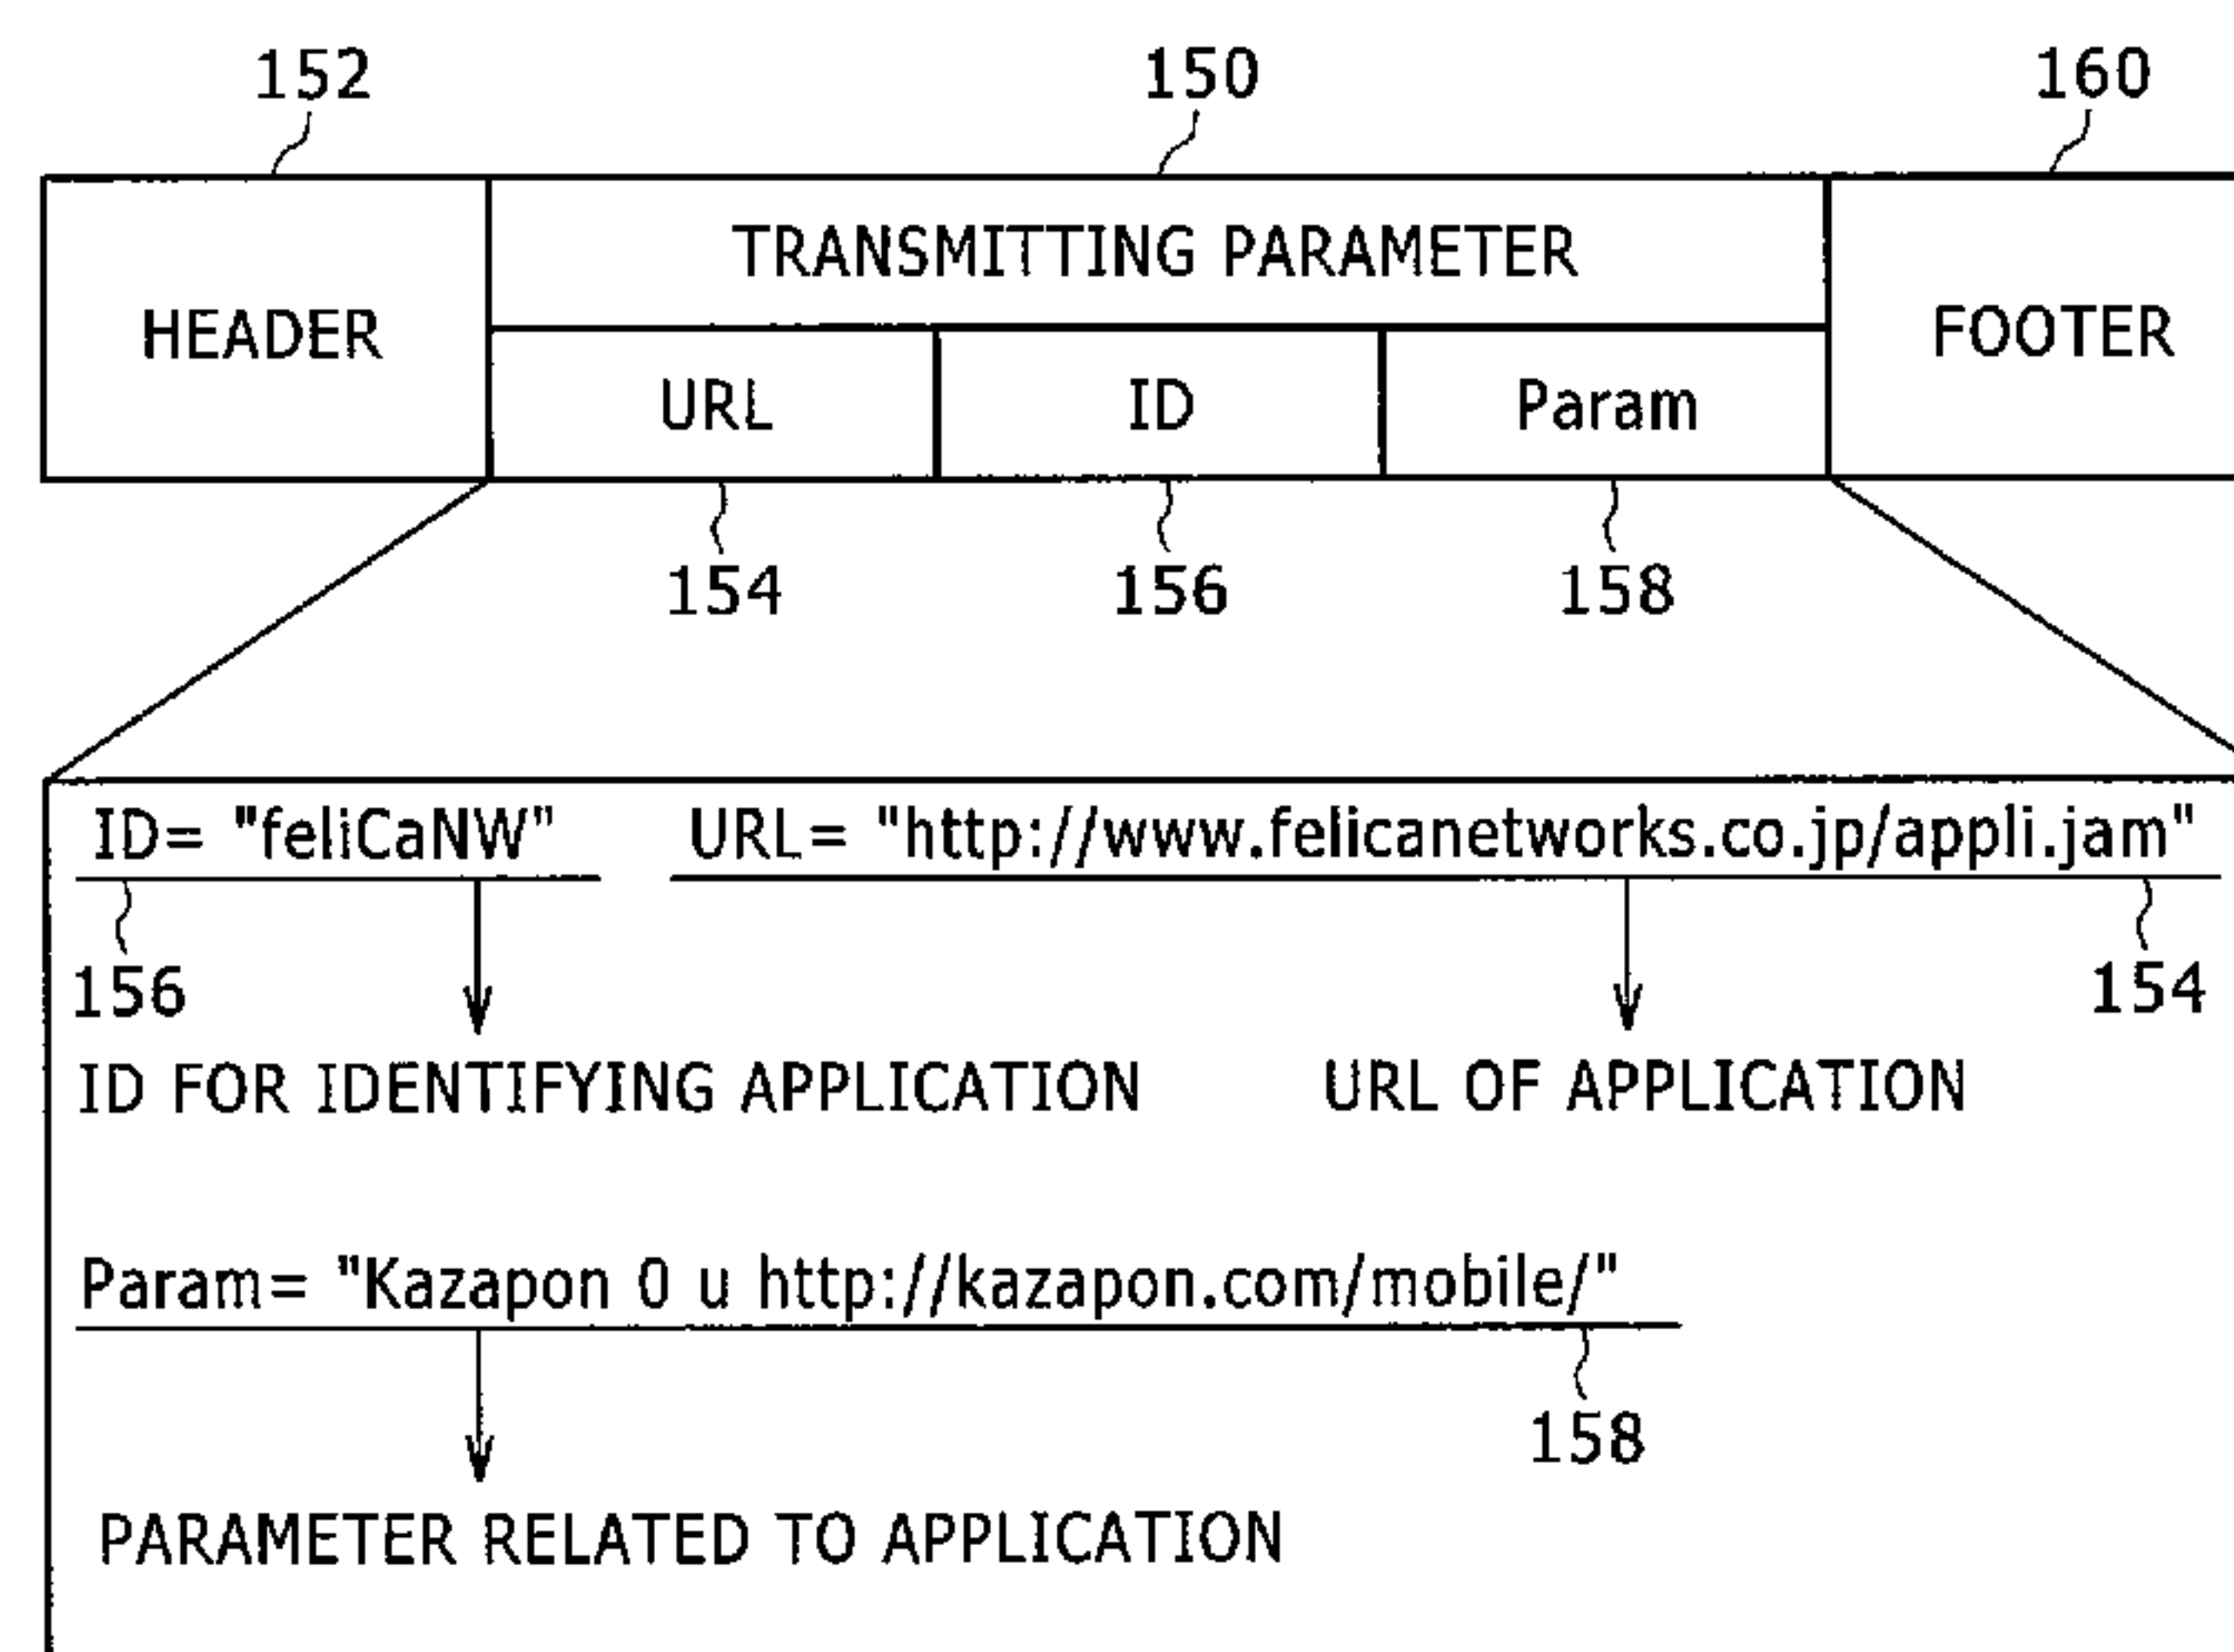 152 150 160
TRANSMITTING PARAMETER
HEADER FOOTER
URL ID Param
154 156 158
ID= "feliCaNW" URL= "http://www.felicanetworks.co.jp/appli.jam"
156 154
ID FOR IDENTIFYING APPLICATION URL OF APPLICATION
Param= "Kazapon 0 u http://kazapon.com/mobile/"
158
PARAMETER RELATED TO APPLICATION